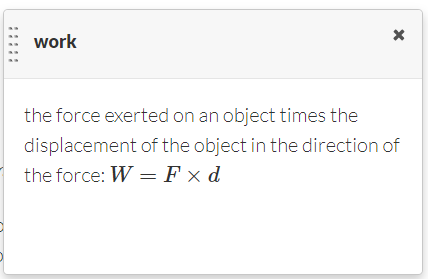 work
the force exerted on an object times the
displacement of the object in the direction of
the force: W = F × d